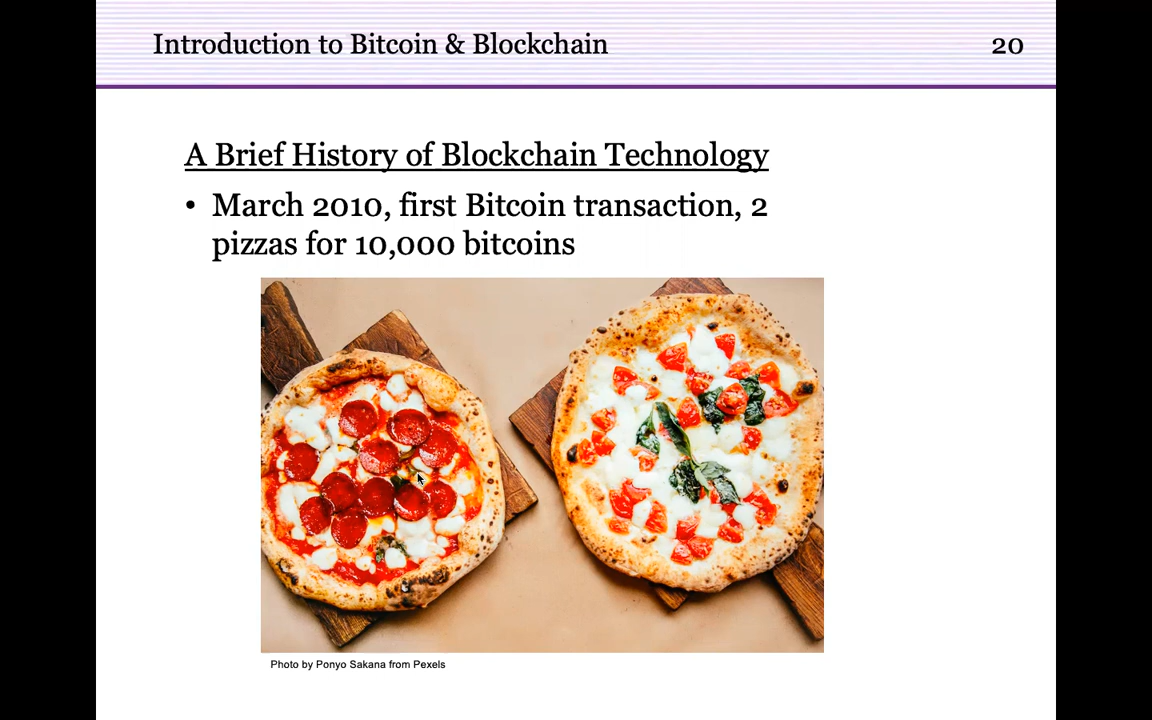 Introduction to Bitcoin & Blockchain 20
A Brief History of Blockchain Technology
• March 2010, first Bitcoin transaction, 2
pizzas for 10,000 bitcoins
Photo by Ponyo Sakana from Pexels